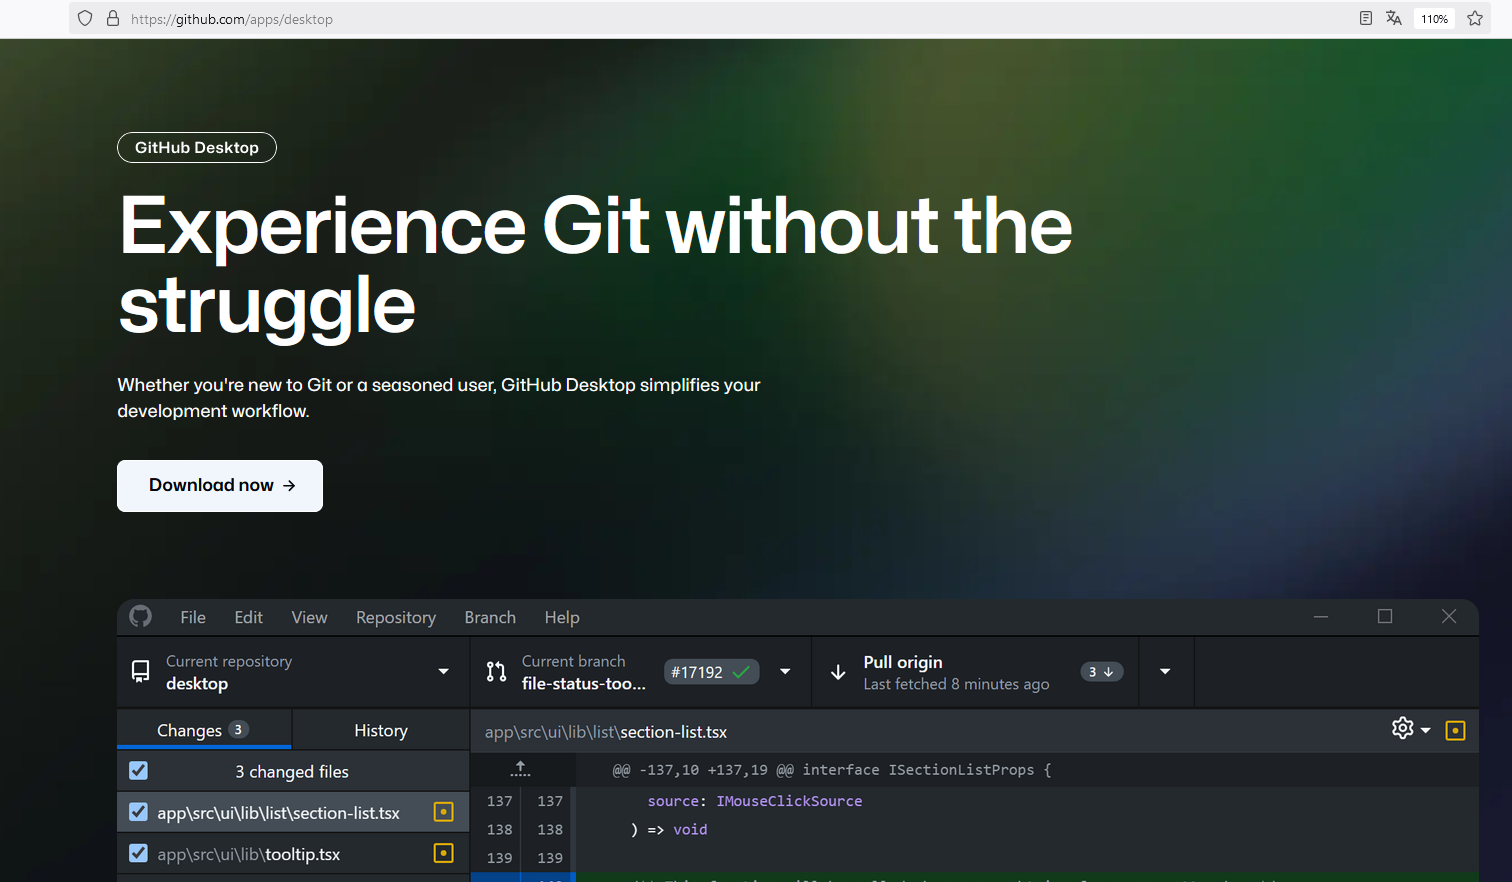 https://github.com/apps/desktop
110%
GitHub Desktop
Experience Git without the
struggle
Whether you're new to Git or a seasoned user, GitHub Desktop simplifies your
development workflow.
Download now →
File Edit View Repository Branch Help
Current repository
desktop
Current branch
file-status-too...
#17192
Pull origin
Last fetched 8 minutes ago
3 ↓
Changes 3
History
app\src\ui\lib\list\section-list.tsx
3 changed files
@@ -137,10 +137,19 @@ interface ISectionListProps {
app\src\ui\lib\list\section-list.tsx
137 137 source: IMouseClickSource
138 138 ) => void
app\src\ui\lib\tooltip.tsx
139 139